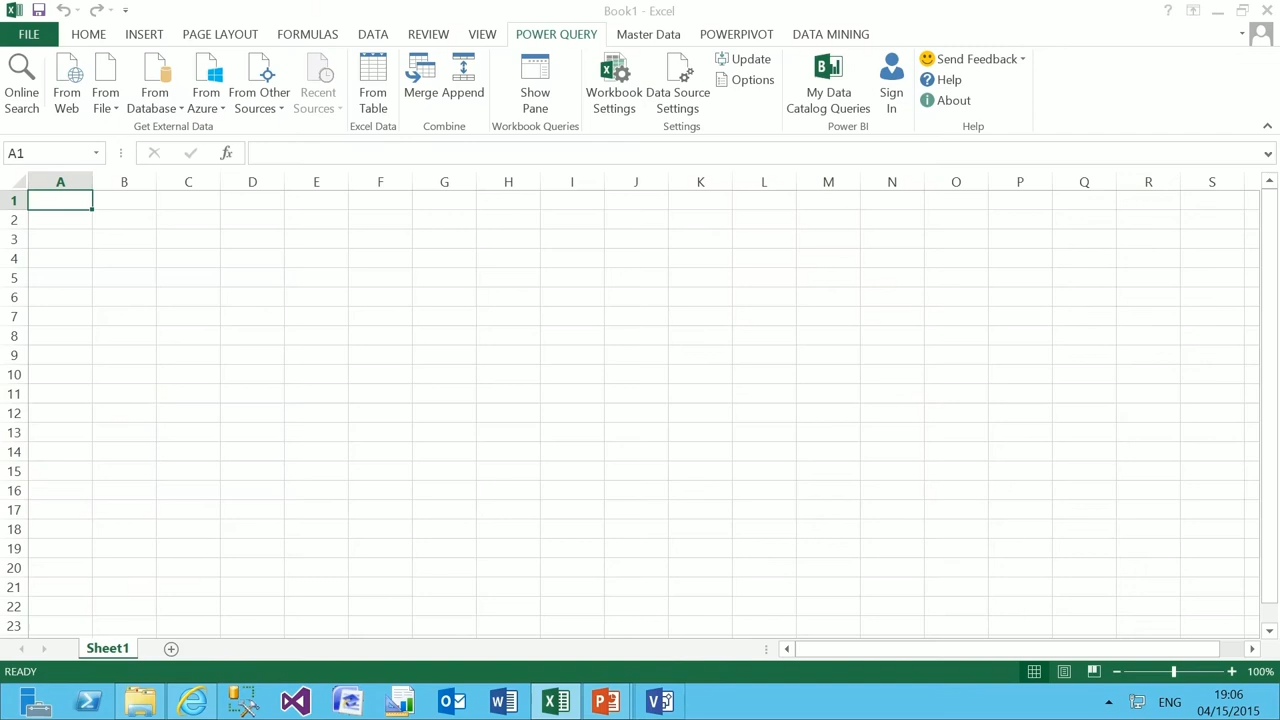 Book1 - Excel
FILE HOME INSERT PAGE LAYOUT FORMULAS DATA REVIEW VIEW POWER QUERY Master Data POWERPIVOT DATA MINING
Online Search
From Web
From File
From Database
From Azure
From Other Sources
Recent Sources
Get External Data
From Table
Excel Data
Merge
Append
Combine
Show Pane
Workbook Queries
Workbook Settings
Data Source Settings
Update
Options
Settings
My Data Catalog Queries
Sign In
Power BI
Send Feedback
Help
About
Help
A1
fx
A B C D E F G H I J K L M N O P Q R S
1
2
3
4
5
6
7
8
9
10
11
12
13
14
15
16
17
18
19
20
21
22
23
Sheet1
READY
100%
ENG
19:06
04/15/2015